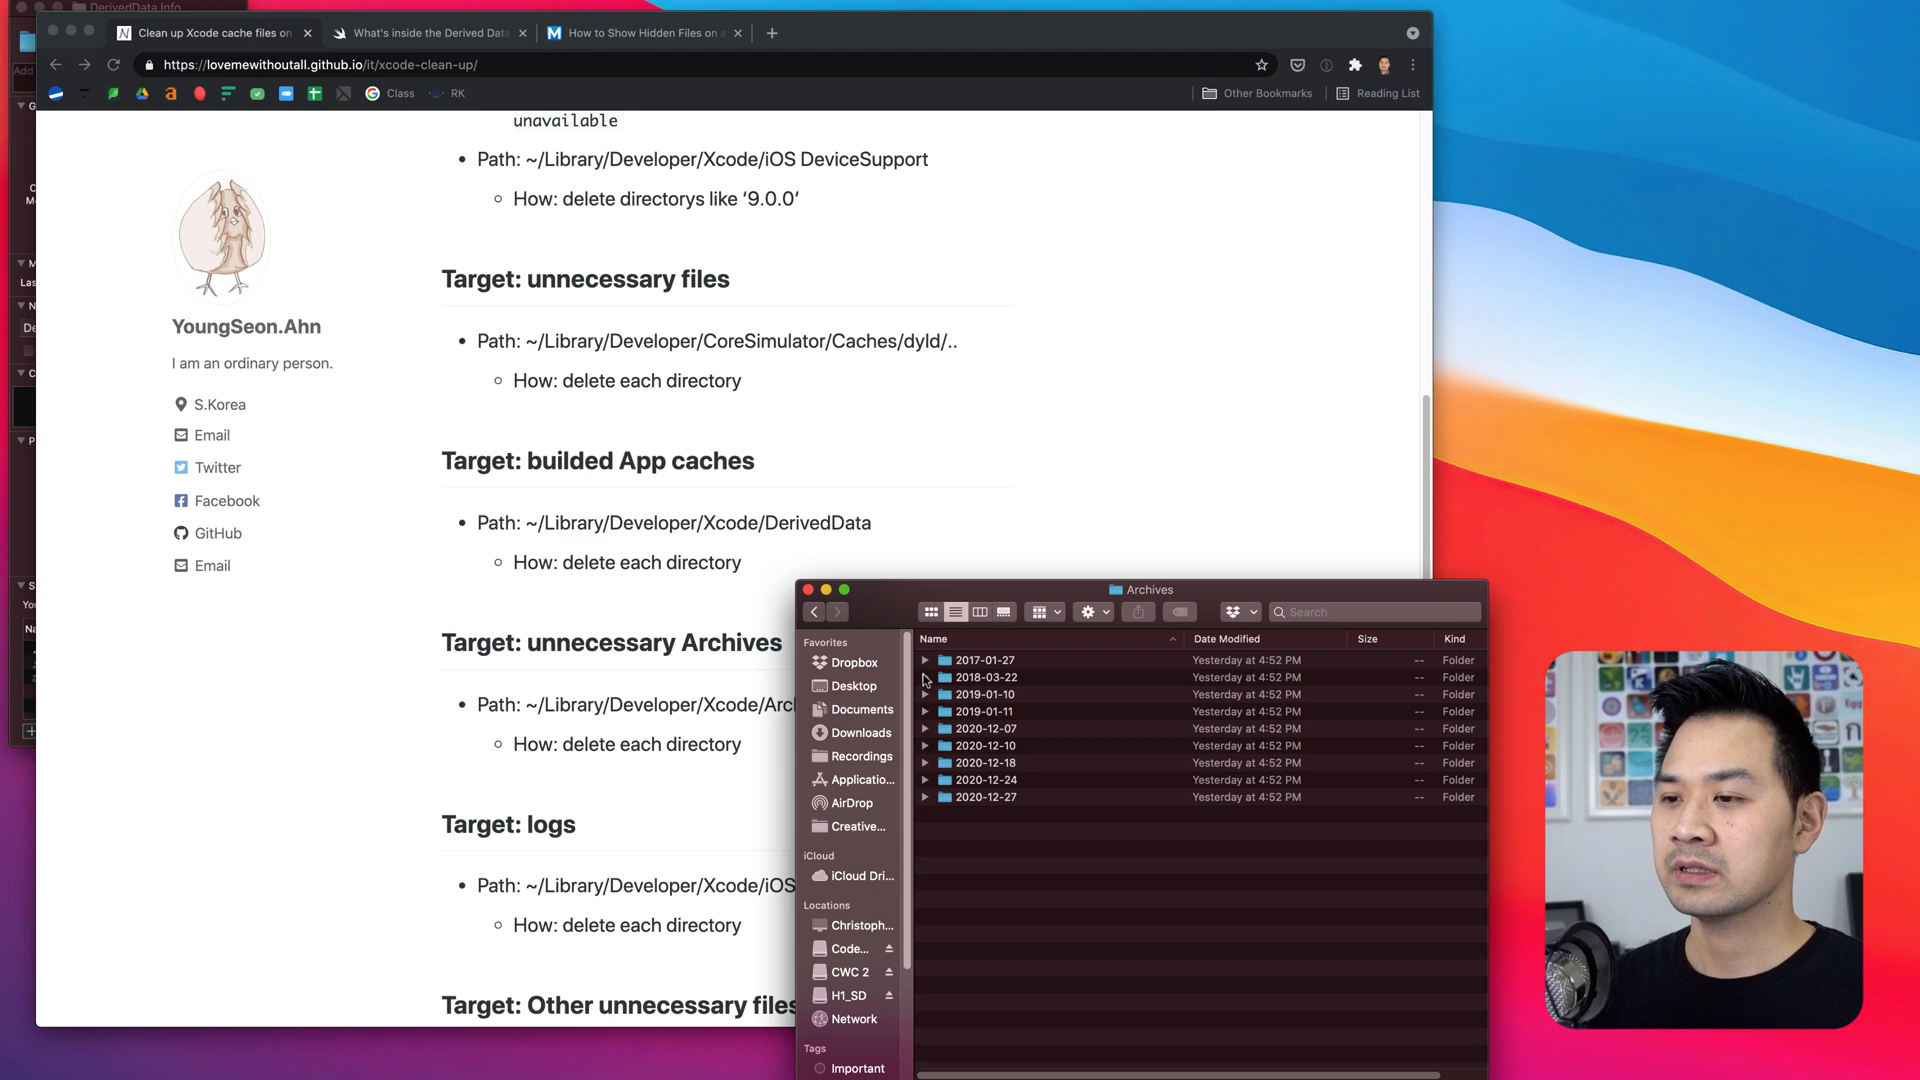 DerivedData Info
Clean up Xcode cache files on
What's inside the Derived Data
How to Show Hidden Files on a
https://lovemewithoutall.github.io/it/xcode-clean-up/
Class
RK
Other Bookmarks
Reading List
Add
unavailable
Path: ~/Library/Developer/Xcode/iOS DeviceSupport
How: delete directorys like ‘9.0.0’
Target: unnecessary files
Path: ~/Library/Developer/CoreSimulator/Caches/dyld/..
How: delete each directory
YoungSeon.Ahn
I am an ordinary person.
S.Korea
Email
Twitter
Facebook
GitHub
Email
Target: builded App caches
Path: ~/Library/Developer/Xcode/DerivedData
How: delete each directory
Target: unnecessary Archives
Path: ~/Library/Developer/Xcode/Arc
How: delete each directory
Target: logs
Path: ~/Library/Developer/Xcode/iOS
How: delete each directory
Target: Other unnecessary files
Archives
Search
Favorites
Dropbox
Desktop
Documents
Downloads
Recordings
Applicatio...
AirDrop
Creative...
iCloud
iCloud Dri...
Locations
Christoph...
Code...
CWC 2
H1_SD
Network
Tags
Important
Name Date Modified Size Kind
2017-01-27 Yesterday at 4:52 PM -- Folder
2018-03-22 Yesterday at 4:52 PM -- Folder
2019-01-10 Yesterday at 4:52 PM -- Folder
2019-01-11 Yesterday at 4:52 PM -- Folder
2020-12-07 Yesterday at 4:52 PM -- Folder
2020-12-10 Yesterday at 4:52 PM -- Folder
2020-12-18 Yesterday at 4:52 PM -- Folder
2020-12-24 Yesterday at 4:52 PM -- Folder
2020-12-27 Yesterday at 4:52 PM -- Folder